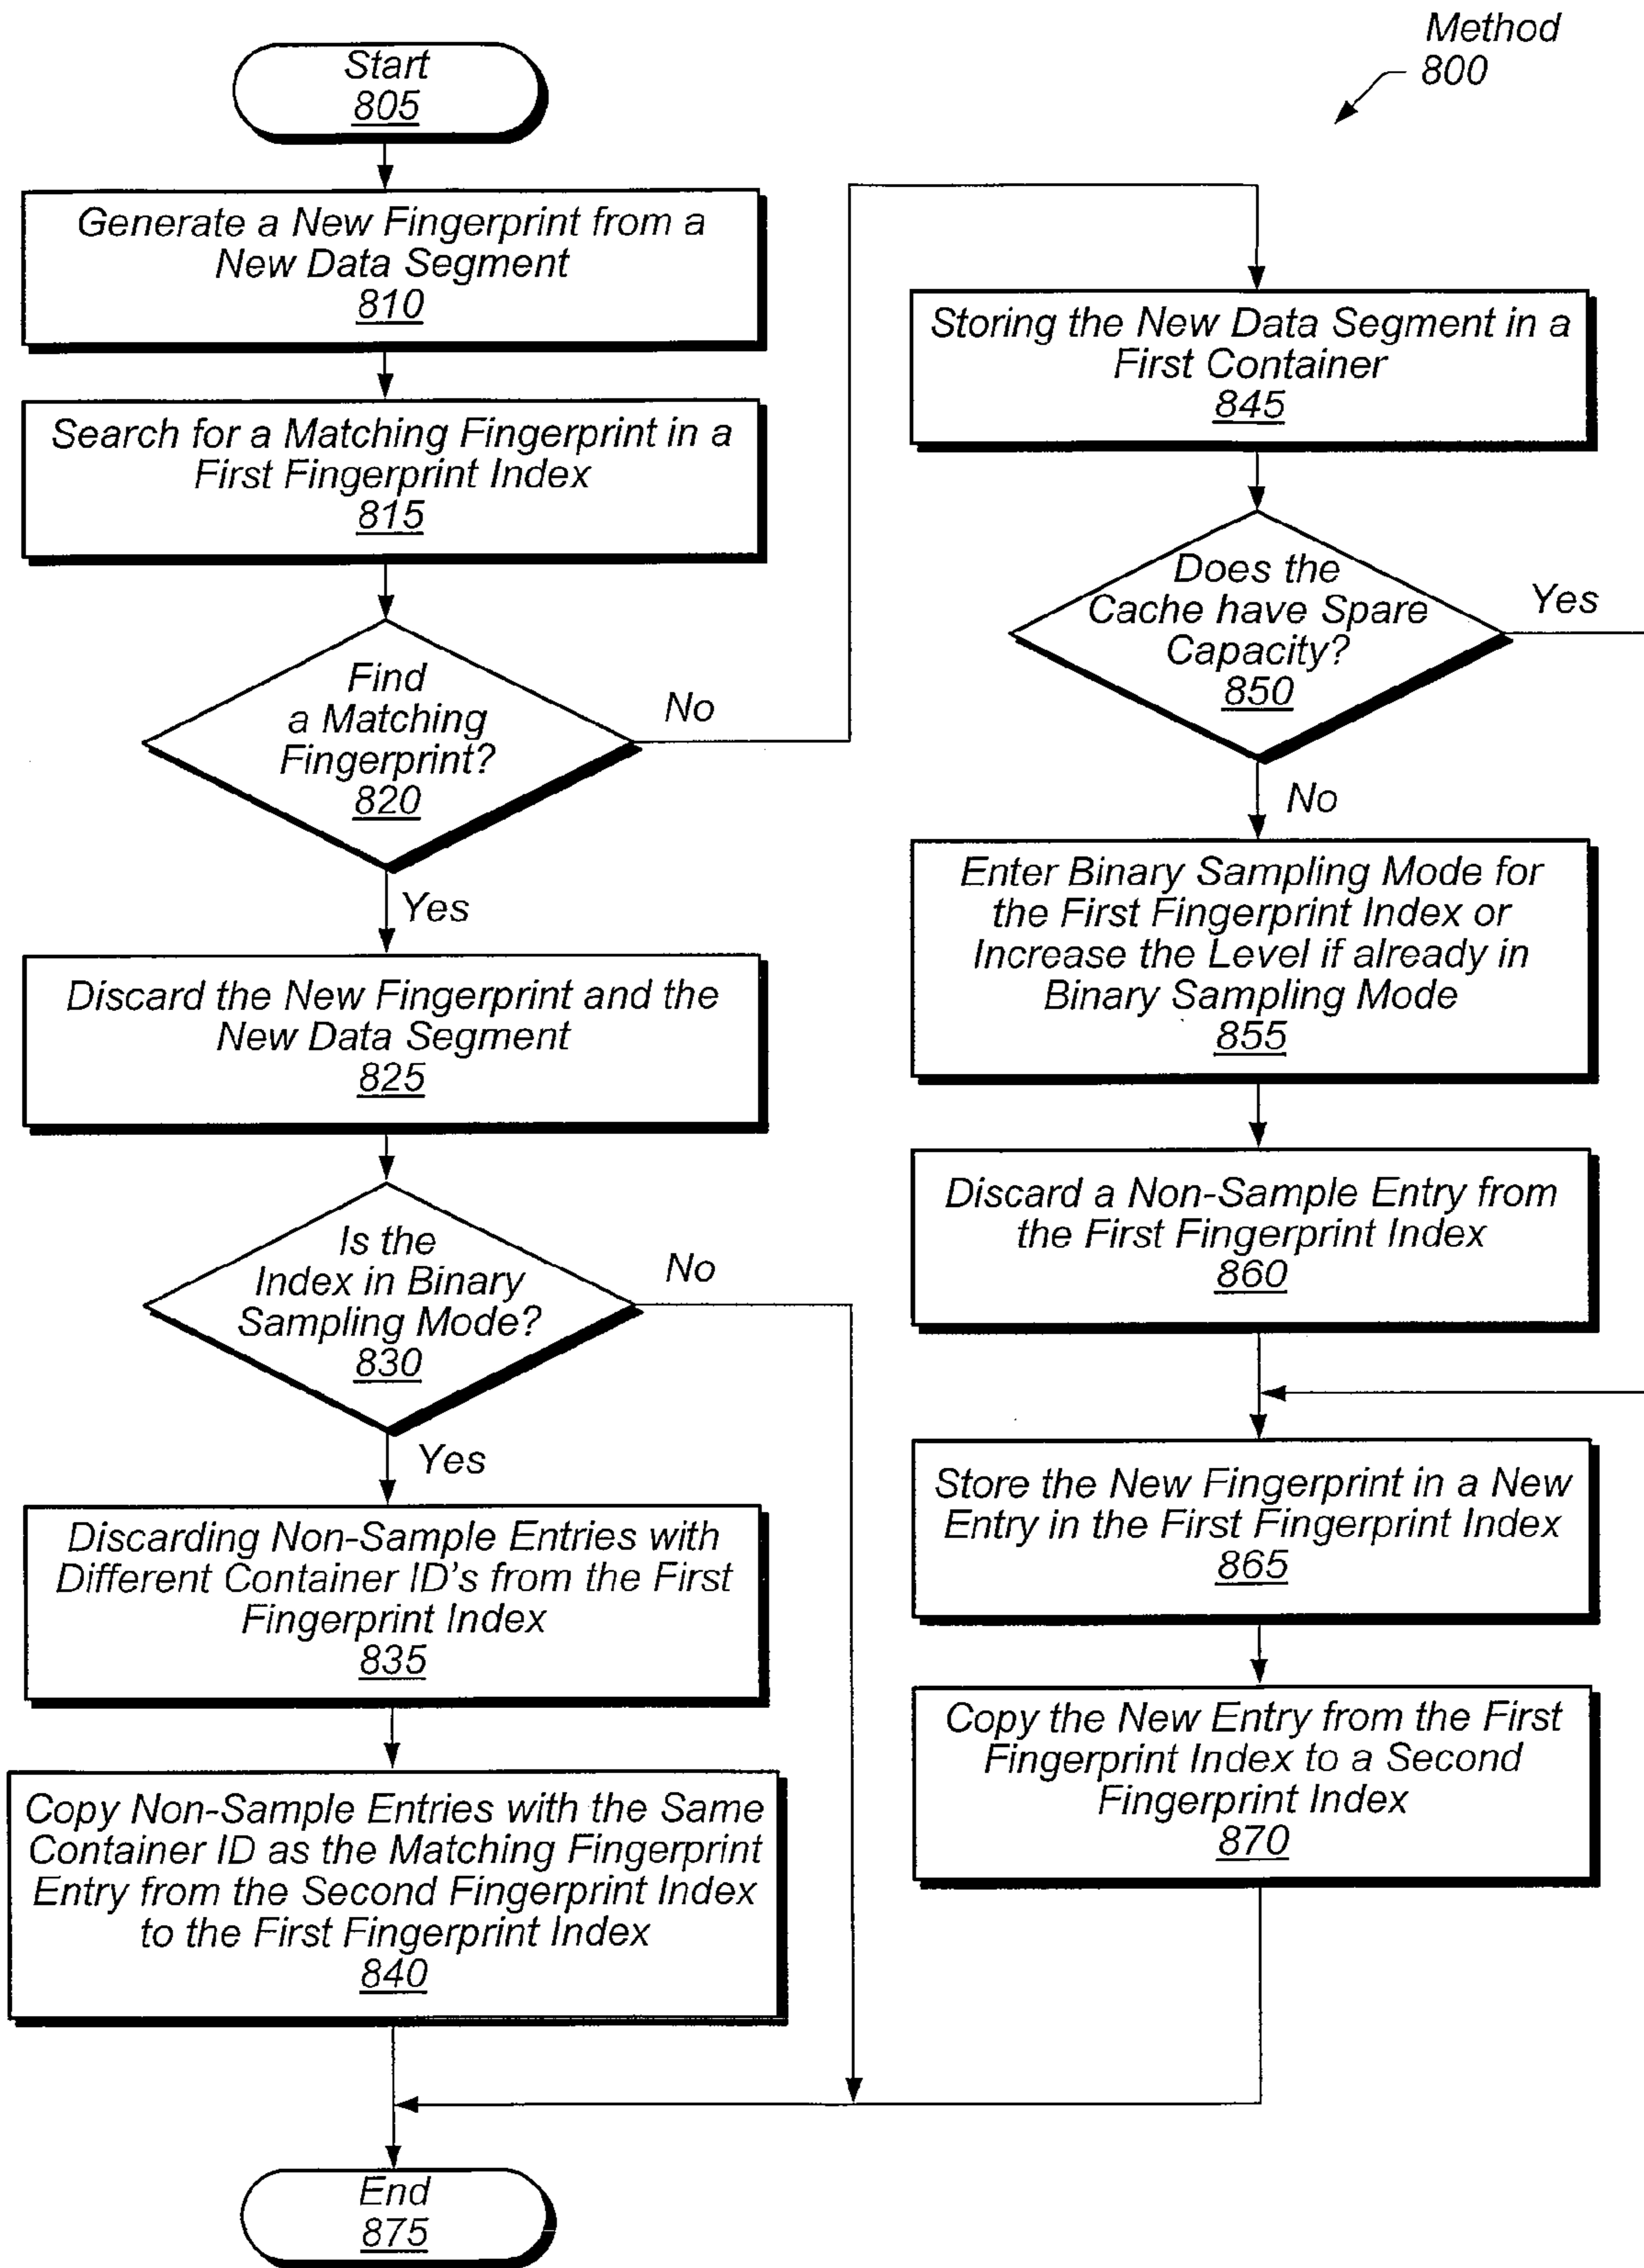 Method
800
Start
805
Generate a New Fingerprint from a
New Data Segment
810
Search for a Matching Fingerprint in a
First Fingerprint Index
815
Find
a Matching
Fingerprint?
820
No
Yes
Discard the New Fingerprint and the
New Data Segment
825
Is the
Index in Binary
Sampling Mode?
830
No
Yes
Discarding Non-Sample Entries with
Different Container ID's from the First
Fingerprint Index
835
Copy Non-Sample Entries with the Same
Container ID as the Matching Fingerprint
Entry from the Second Fingerprint Index
to the First Fingerprint Index
840
Storing the New Data Segment in a
First Container
845
Does the
Cache have Spare
Capacity?
850
Yes
No
Enter Binary Sampling Mode for
the First Fingerprint Index or
Increase the Level if already in
Binary Sampling Mode
855
Discard a Non-Sample Entry from
the First Fingerprint Index
860
Store the New Fingerprint in a New
Entry in the First Fingerprint Index
865
Copy the New Entry from the First
Fingerprint Index to a Second
Fingerprint Index
870
End
875